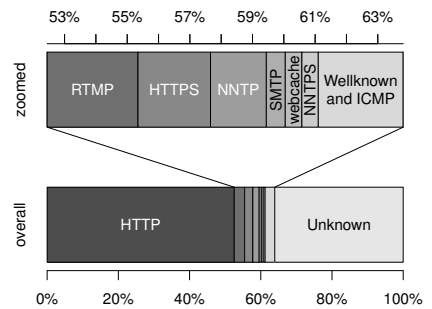 53% 55% 57% 59% 61% 63%
zoomed
RTMP
HTTPS
NNTP
SMTP
webcache
NNTPS
Wellknown
and ICMP
overall
HTTP
Unknown
0% 20% 40% 60% 80% 100%